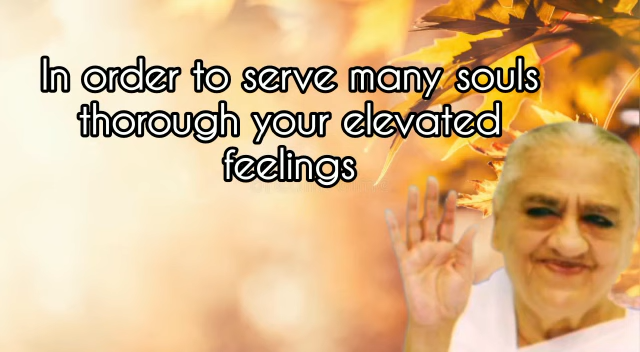 In order to serve many souls
thorough your elevated
feelings